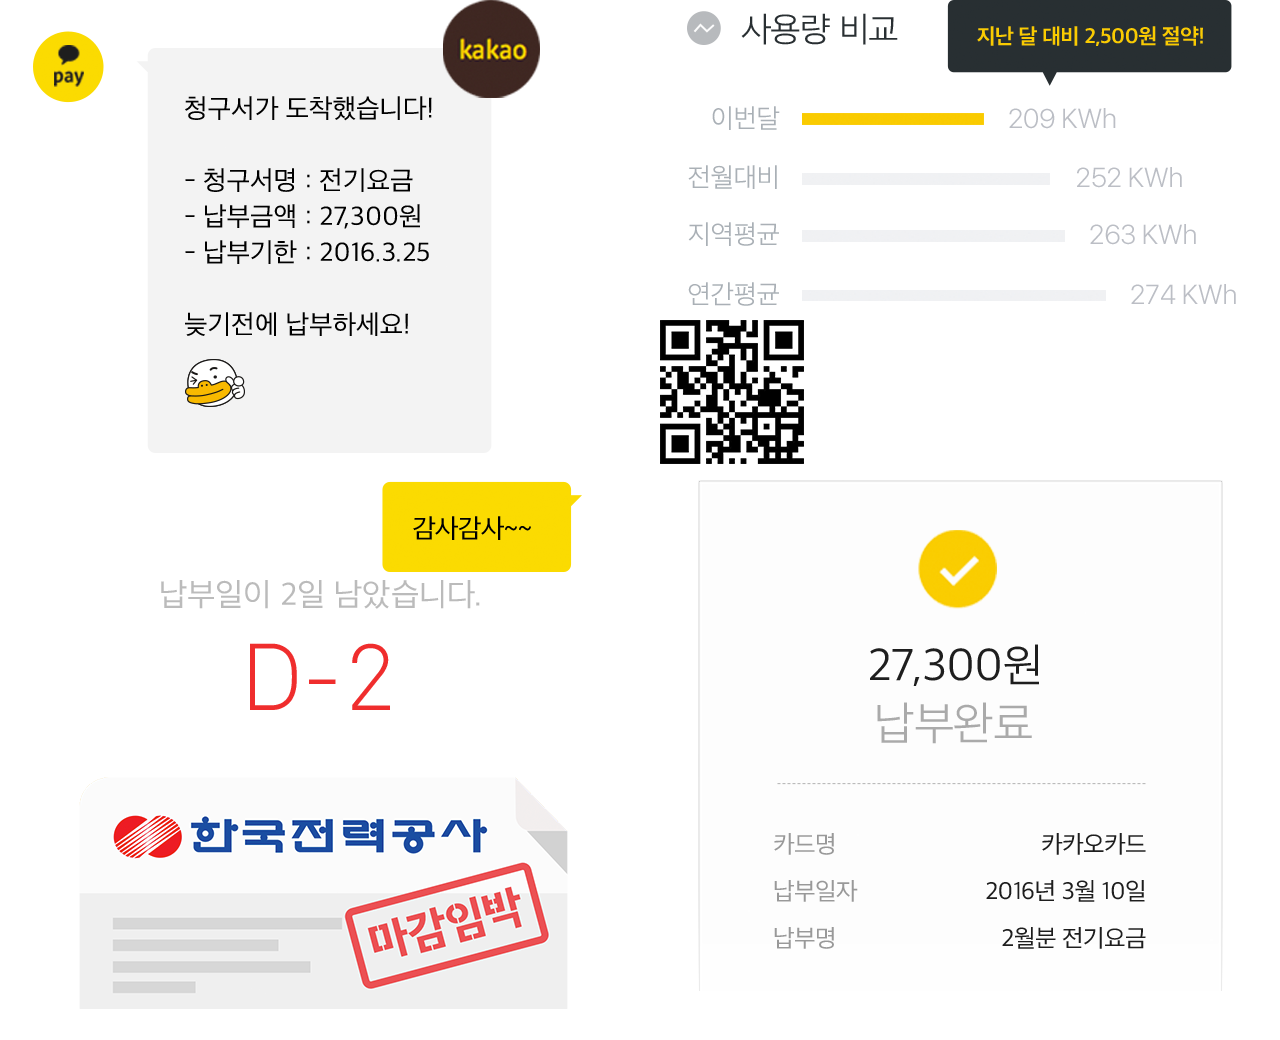 pay
kakao
청구서가 도착했습니다!
- 청구서명 : 전기요금
- 납부금액 : 27,300원
- 납부기한 : 2016.3.25
늦기전에 납부하세요!
감사감사~~
납부일이 2일 남았습니다.
D-2
한국전력공사
마감임박
사용량 비교
지난 달 대비 2,500원 절약!
이번달 209 KWh
전월대비 252 KWh
지역평균 263 KWh
연간평균 274 KWh
27,300원
납부완료
카드명 카카오카드
납부일자 2016년 3월 10일
납부명 2월분 전기요금